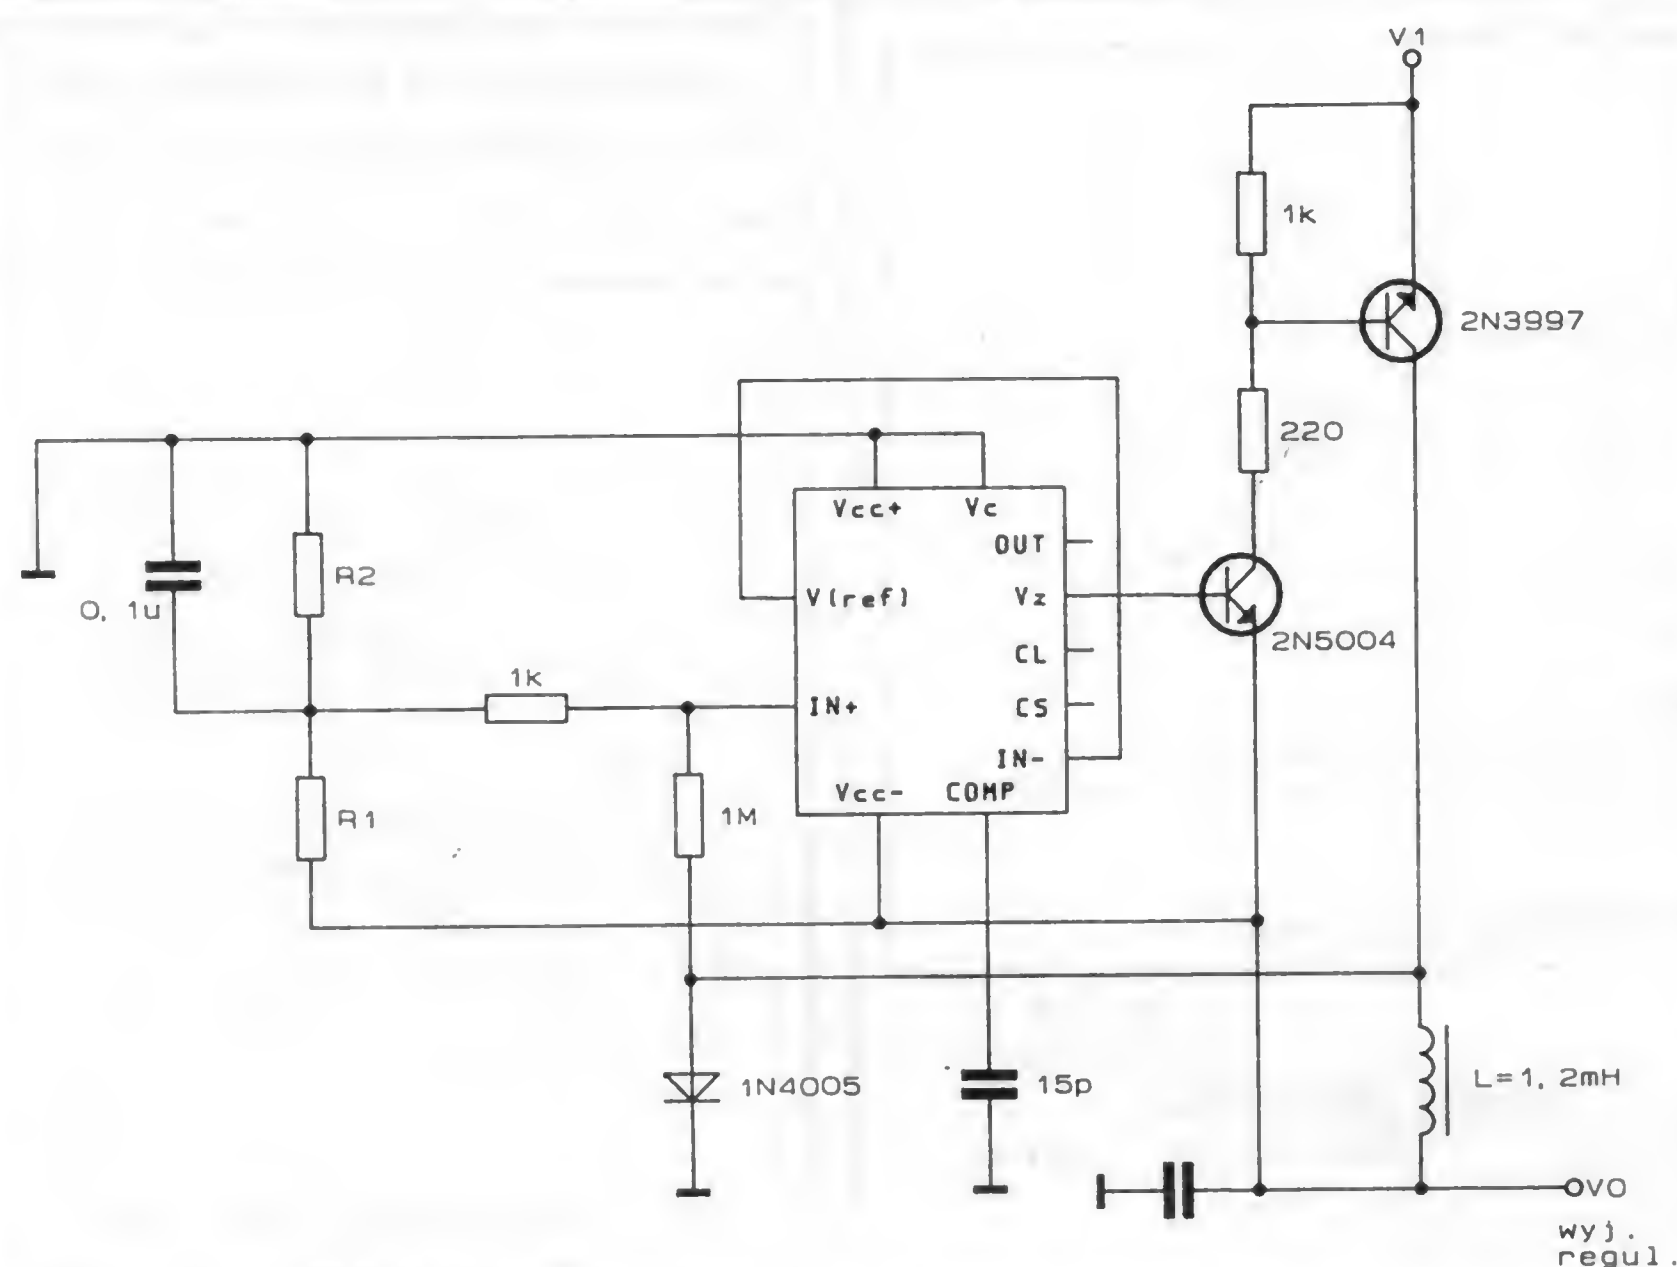 V1
1k
2N3997
220
Vcc+ Vc
OUT
V(ref) Vz
R2
0, 1u
2N5004
CL
1k
IN+ CS
IN-
Vcc- COMP
R1
1M
1N4005
15p
L=1, 2mH
VO
wyj.
regul.